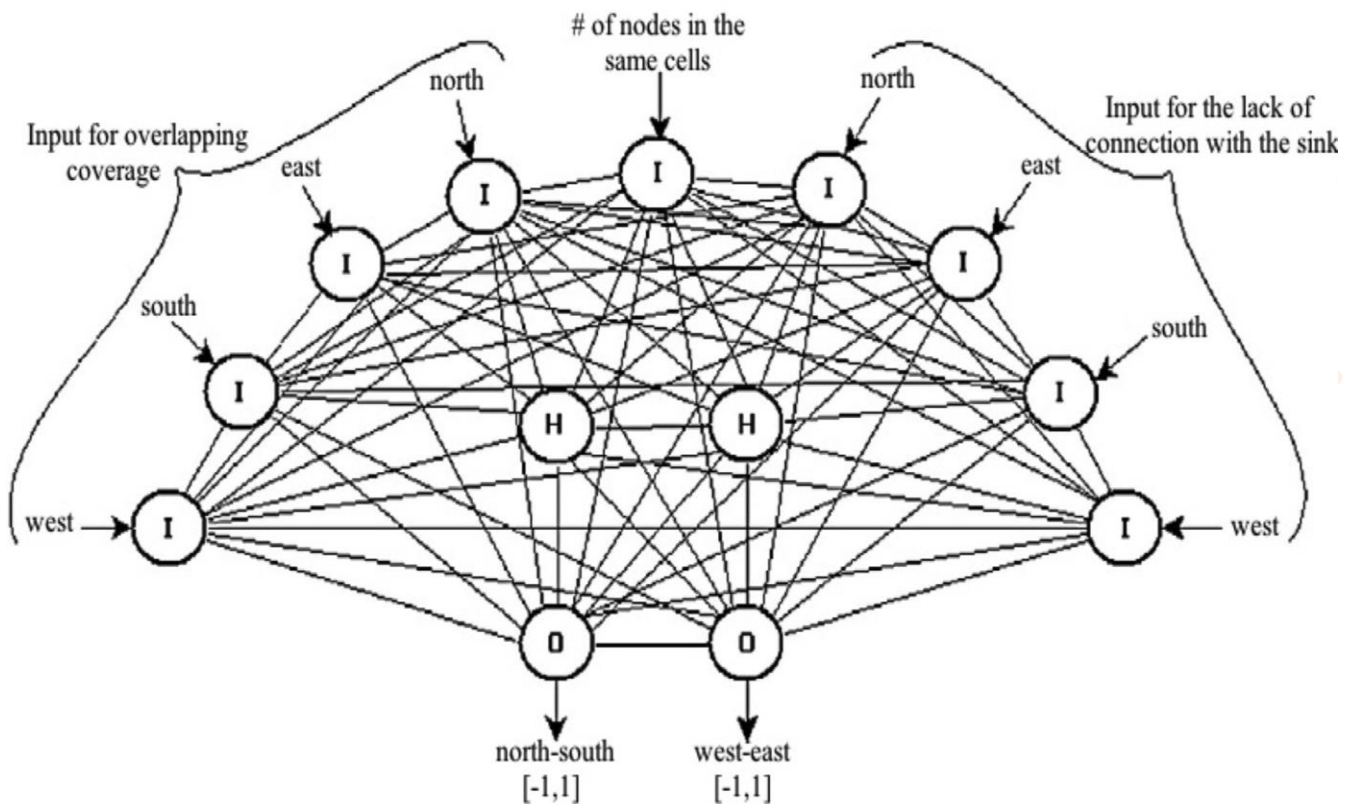 # of nodes in the
same cells
north
north
Input for overlapping
coverage
Input for the lack of
connection with the sink
east
east
I
I
I
I
I
south
south
I
I
H
H
west
I
I
west
O
O
north-south
[-1,1]
west-east
[-1,1]